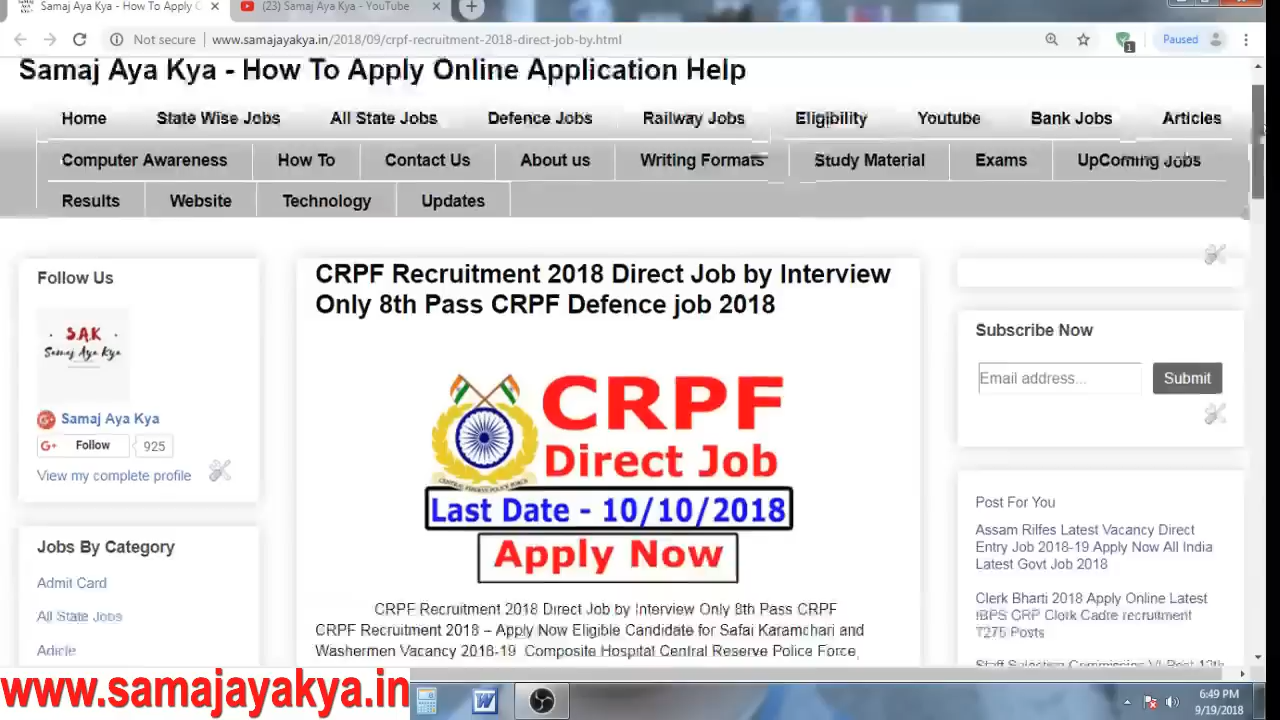 Samaj Aya Kya - How To Apply O
(23) Samaj Aya Kya - YouTube
Not secure
www.samajayakya.in/2018/09/crpf-recruitment-2018-direct-job-by.html
1
Paused
Samaj Aya Kya - How To Apply Online Application Help
Home
State Wise Jobs
All State Jobs
Defence Jobs
Railway Jobs
Eligibility
Youtube
Bank Jobs
Articles
Computer Awareness
How To
Contact Us
About us
Writing Formats
Study Material
Exams
UpComing Jobs
Results
Website
Technology
Updates
Follow Us
S.A.K
Samaj Aya Kya
Samaj Aya Kya
G+ Follow
925
View my complete profile
Jobs By Category
Admit Card
All State Jobs
CRPF Recruitment 2018 Direct Job by Interview
Only 8th Pass CRPF Defence job 2018
CRPF
Direct Job
Last Date - 10/10/2018
Apply Now
CRPF Recruitment 2018 Direct Job by Interview Only 8th Pass CRPF
CRPF Recruitment 2018 – Apply Now Eligible Candidate for Safai Karamchari and
Washermen Vacancy 2018-19 Composite Hospital Central Reserve Police Force,
Subscribe Now
Email address...
Submit
Post For You
Assam Rilfes Latest Vacancy Direct
Entry Job 2018-19 Apply Now All India
Latest Govt Job 2018
Clerk Bharti 2018 Apply Online Latest
IBPS CRP Clerk Cadre recruitment
7275 Posts
www.samajayakya.in
6:49 PM
9/19/2018